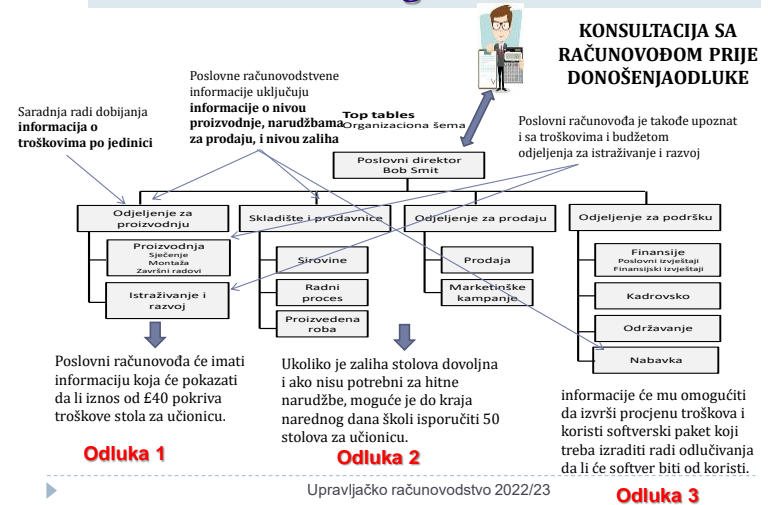 KONSULTACIJA SA
RAČUNOVOĐOM PRIJE
DONOŠENJAODLUKE
Poslovne računovodstvene
informacije uključuju
informacije o nivou
proizvodnje, narudžbama
za prodaju, i nivou zaliha
Saradnja radi dobijanja
informacija o
troškovima po jedinici
Top tables
Organizaciona šema
Poslovni računovođa je takođe upoznat
i sa troškovima i budžetom
odjeljenja za istraživanje i razvoj
Poslovni direktor
Bob Smit
Odjeljenje za
proizvodnju
Skladište i prodavnice
Odjeljenje za prodaju
Odjeljenje za podršku
Proizvodnja
Sječenje
Montaža
Završni radovi
Istraživanje i
razvoj
Sirovine
Radni
proces
Proizvedena
roba
Prodaja
Marketinške
kampanje
Finansije
Poslovni izvještaji
Finansijski izvještaji
Kadrovsko
Održavanje
Nabavka
Poslovni računovođa će imati
informaciju koja će pokazati
da li iznos od £40 pokriva
troškove stola za učionicu.
Odluka 1
Ukoliko je zaliha stolova dovoljna
i ako nisu potrebni za hitne
narudžbe, moguće je do kraja
narednog dana školi isporučiti 50
stolova za učionicu.
Odluka 2
informacije će mu omogućiti
da izvrši procjenu troškova i
koristi softverski paket koji
treba izraditi radi odlučivanja
da li će softver biti od koristi.
Odluka 3
Upravljačko računovodstvo 2022/23